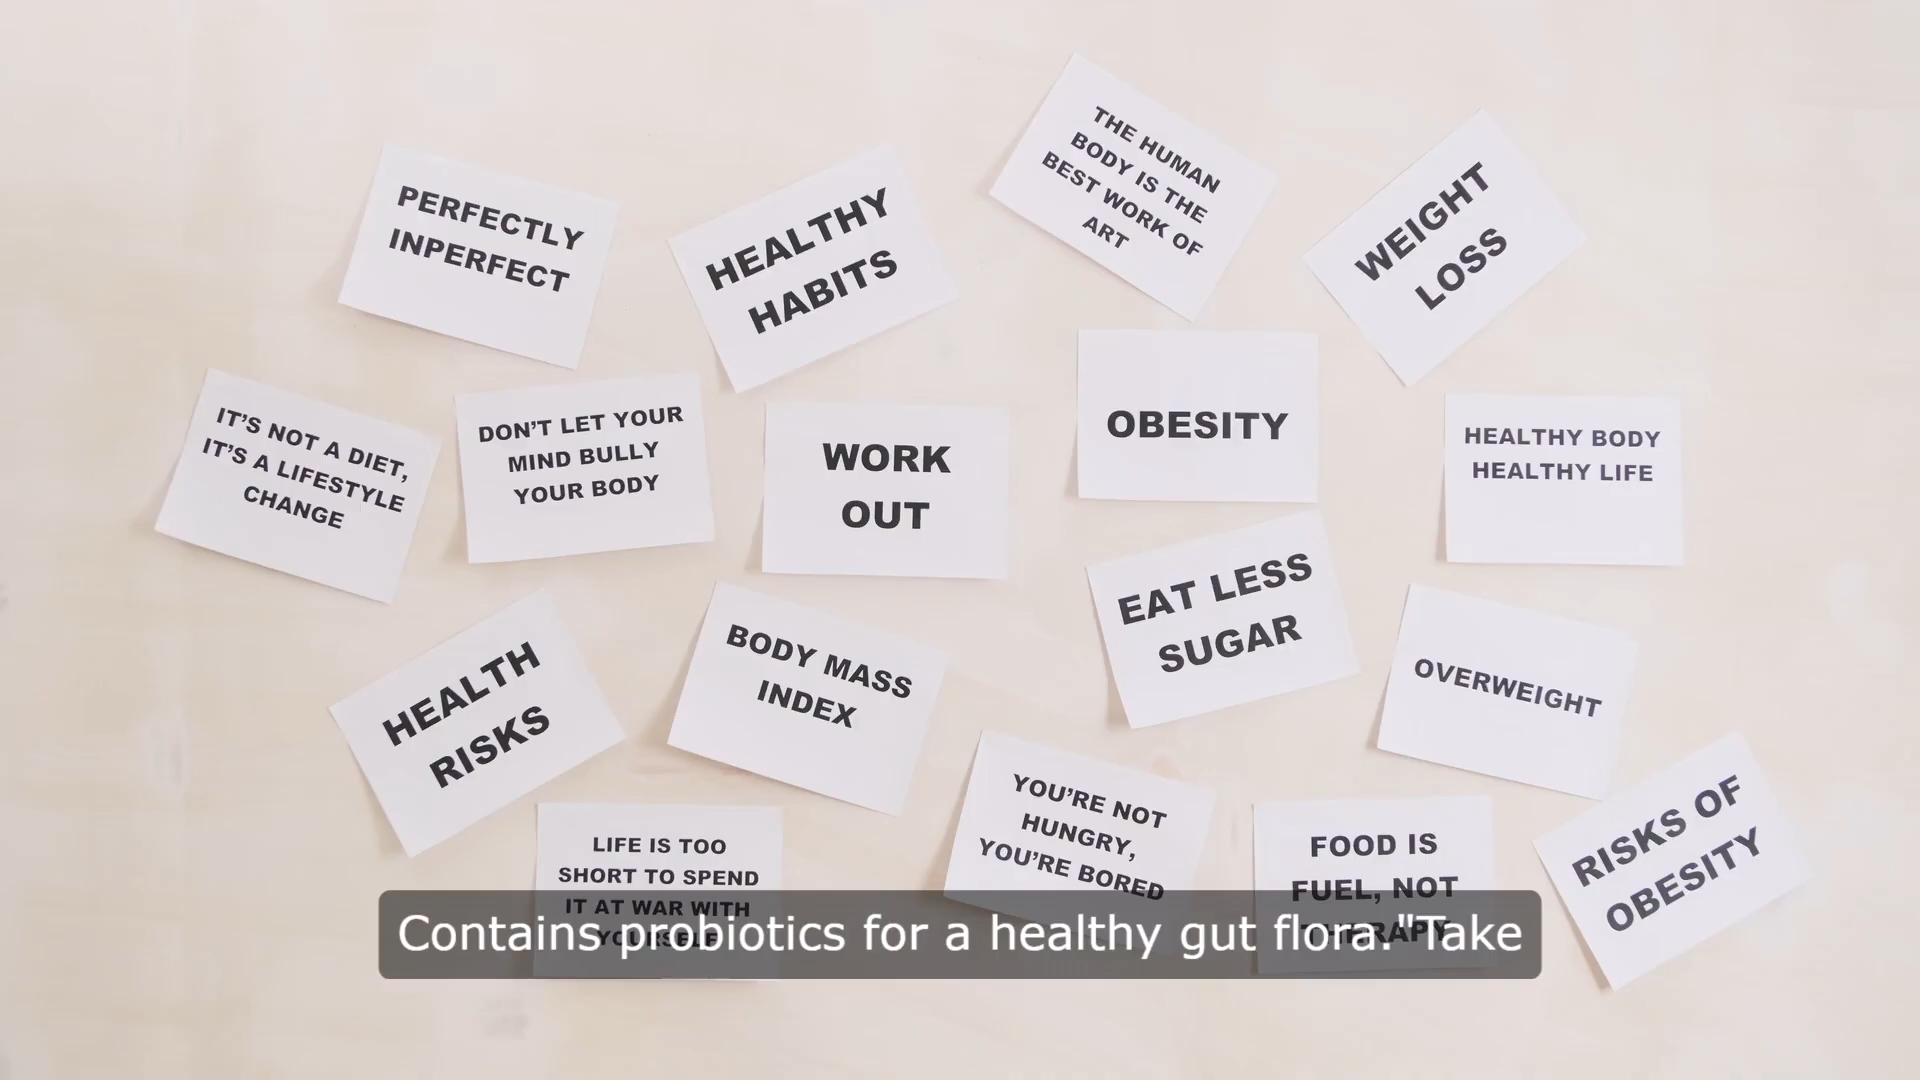 THE HUMAN
BODY IS THE
BEST WORK OF
ART
PERFECTLY
INPERFECT
HEALTHY
HABITS
WEIGHT
LOSS
IT'S NOT A DIET,
IT'S A LIFESTYLE
CHANGE
DON'T LET YOUR
MIND BULLY
YOUR BODY
WORK
OUT
OBESITY
HEALTHY BODY
HEALTHY LIFE
HEALTH
RISKS
BODY MASS
INDEX
EAT LESS
SUGAR
OVERWEIGHT
LIFE IS TOO
SHORT TO SPEND
IT AT WAR WITH
YOURSELF
YOU'RE NOT
HUNGRY,
YOU'RE BORED
FOOD IS
FUEL, NOT
THERAPY
RISKS OF
OBESITY
Contains probiotics for a healthy gut flora."Take